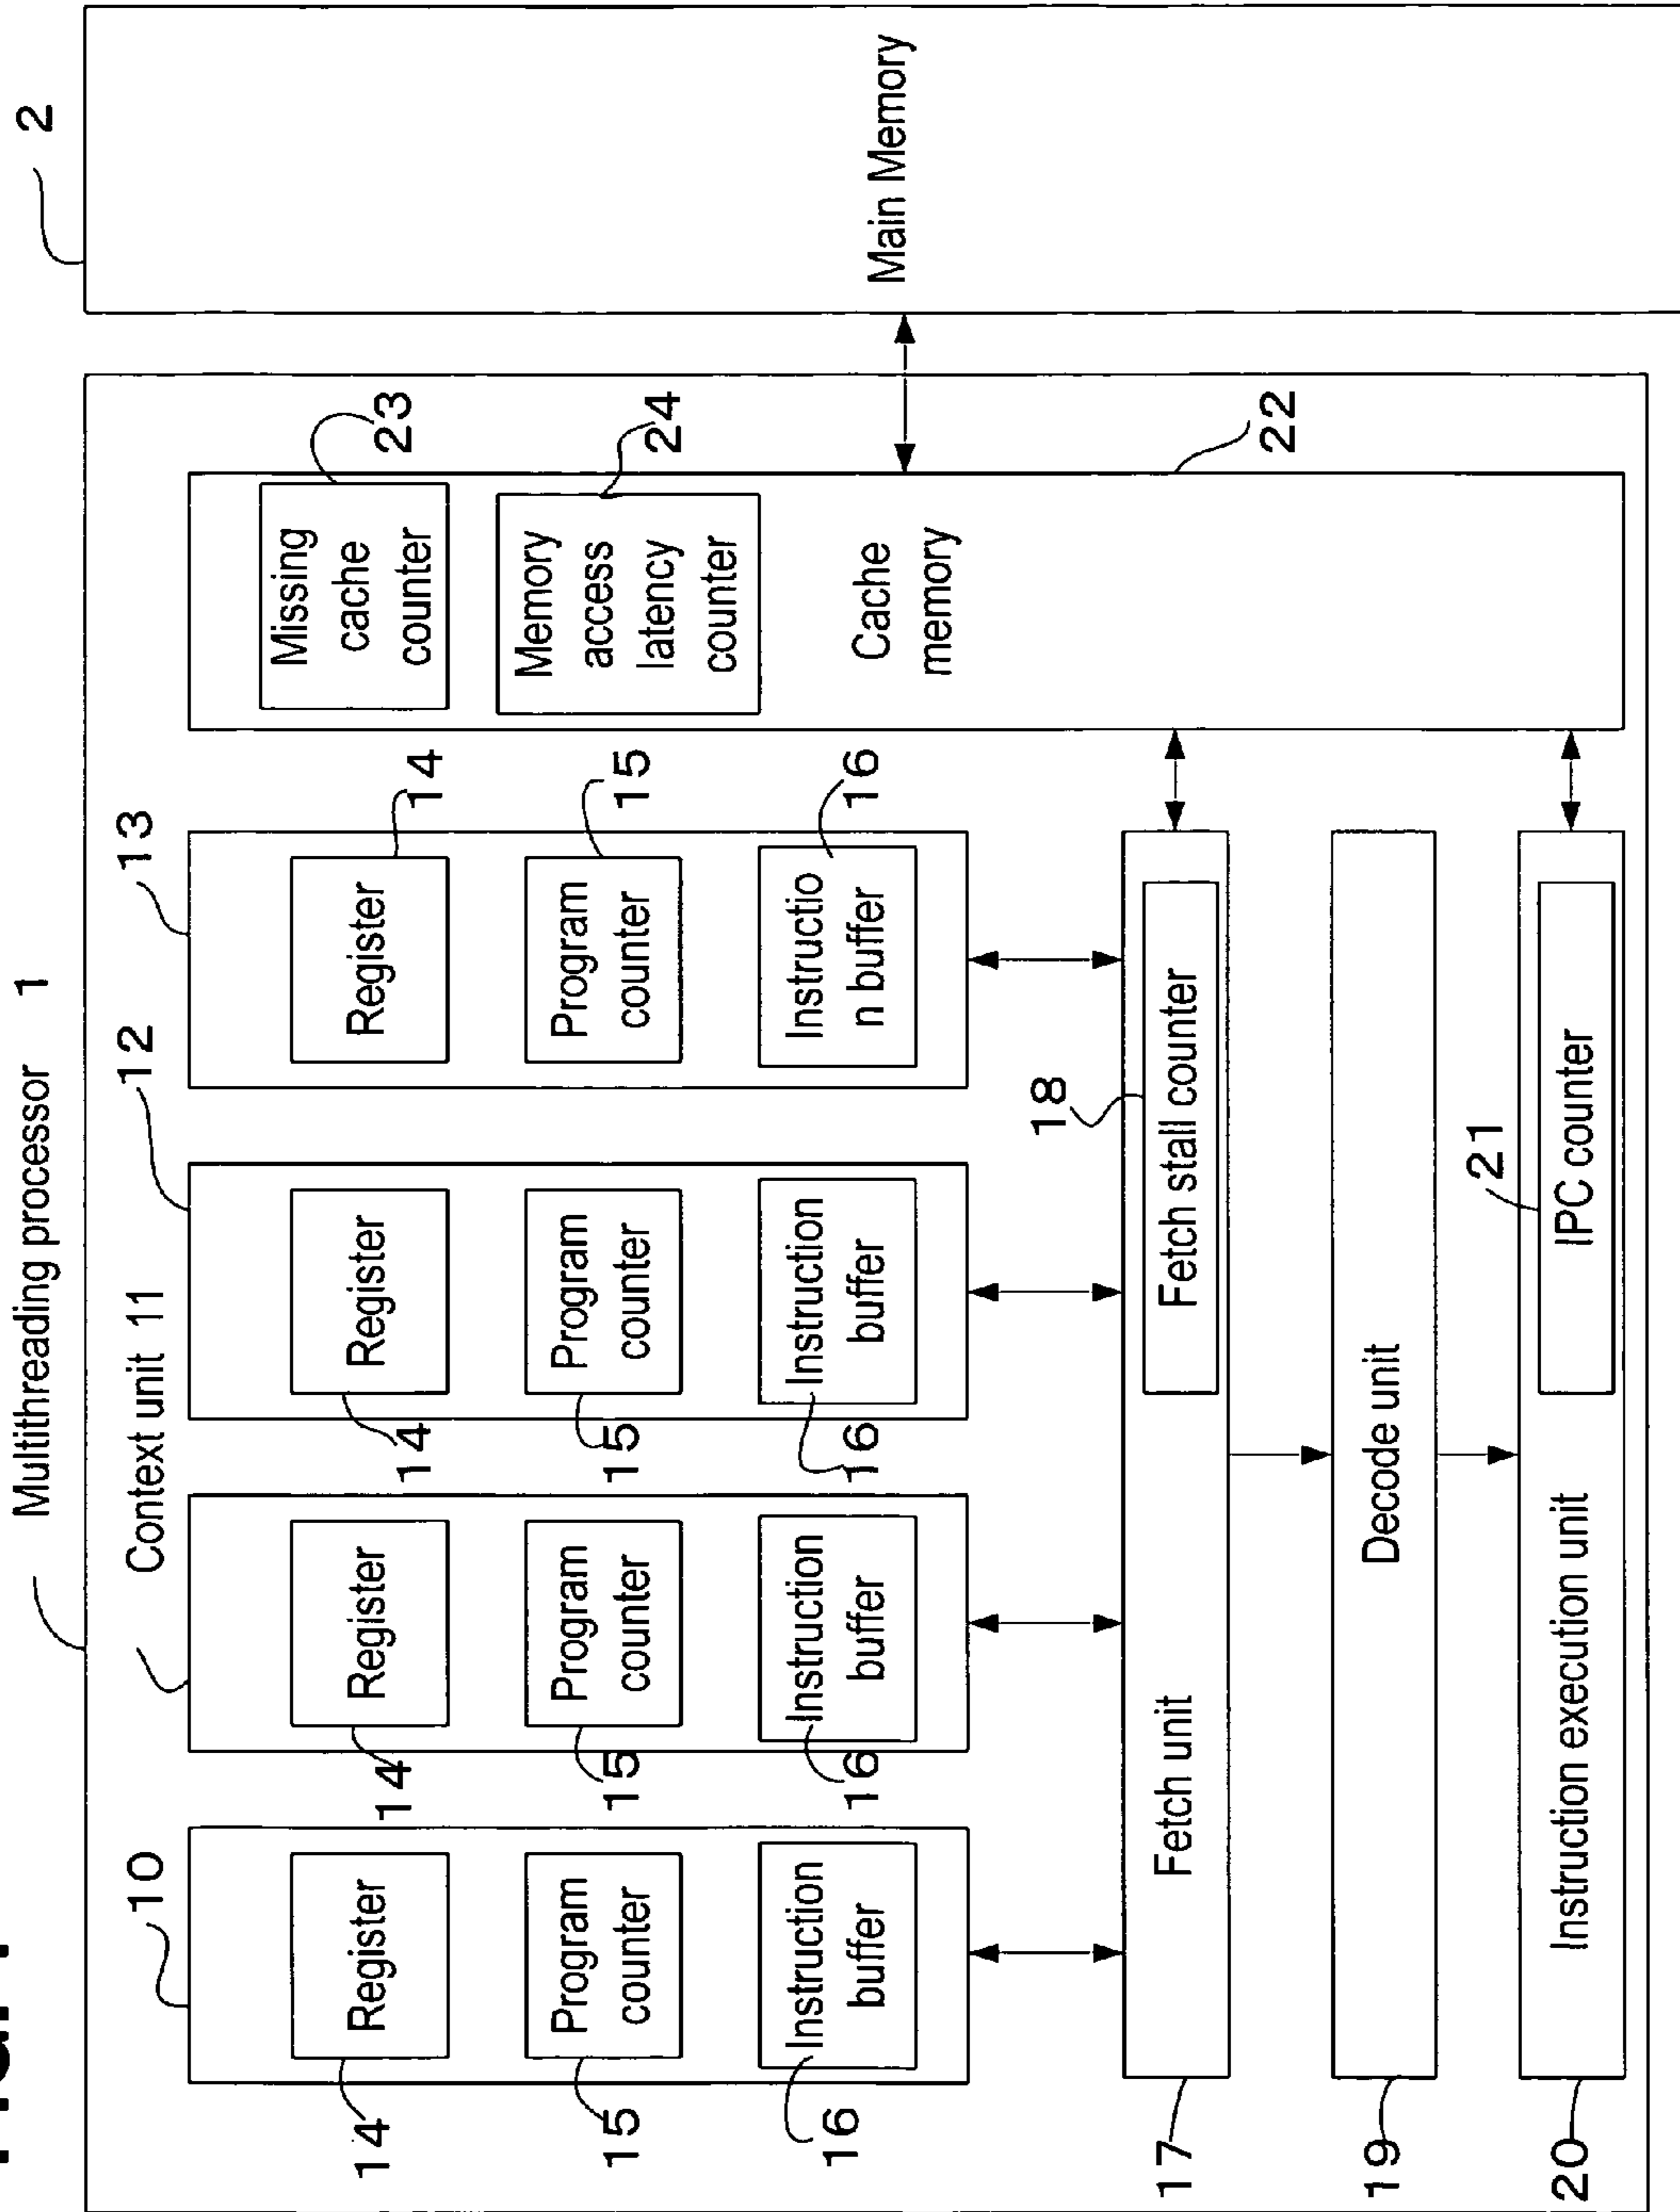 Multithreading processor 1
2
10
Context unit 11
12
13
Register
14
Program
counter
15
Instruction
buffer
16
Register
14
Program
counter
15
Instruction
buffer
16
Register
14
Program
counter
15
Instruction
buffer
16
Register
14
Program
counter
15
Instructio
n buffer
16
Missing
cache
counter
23
Memory
access
latency
counter
24
Cache
memory
22
Main Memory
17
Fetch unit
18
Fetch stall counter
19
Decode unit
20
Instruction execution unit
21
IPC counter